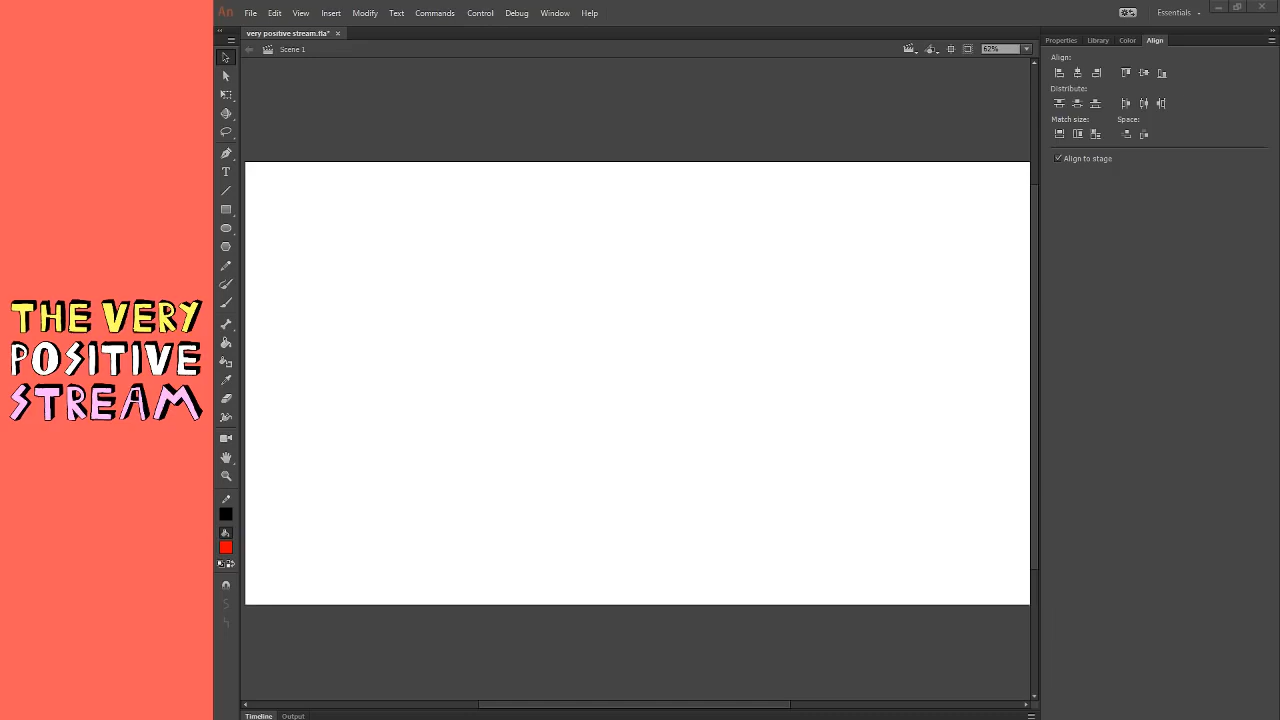 THE VERY
POSITIVE
STREAM
An
File Edit View Insert Modify Text Commands Control Debug Window Help
Essentials
very positive stream.fla*
Scene 1
62%
Properties Library Color Align
Align:
Distribute:
Match size: Space:
Align to stage
Timeline Output